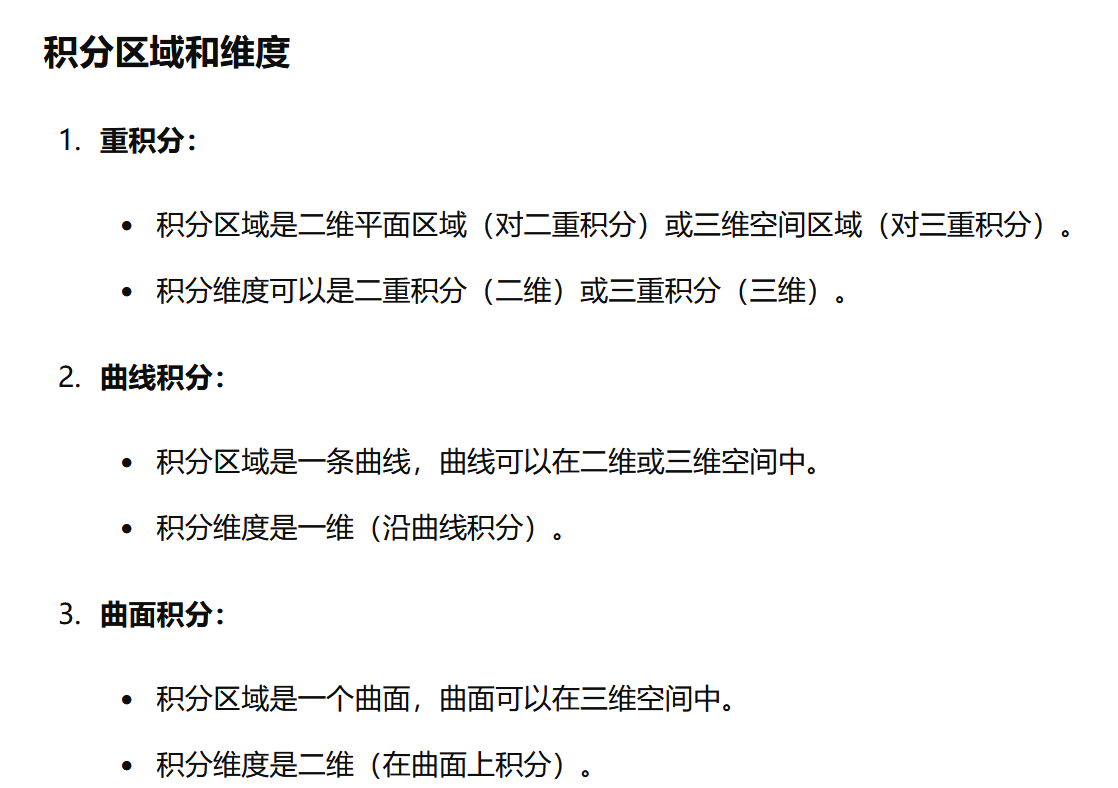 积分区域和维度
1. 重积分：
• 积分区域是二维平面区域（对二重积分）或三维空间区域（对三重积分）。
• 积分维度可以是二重积分（二维）或三重积分（三维）。
2. 曲线积分：
• 积分区域是一条曲线，曲线可以在二维或三维空间中。
• 积分维度是一维（沿曲线积分）。
3. 曲面积分：
• 积分区域是一个曲面，曲面可以在三维空间中。
• 积分维度是二维（在曲面上积分）。